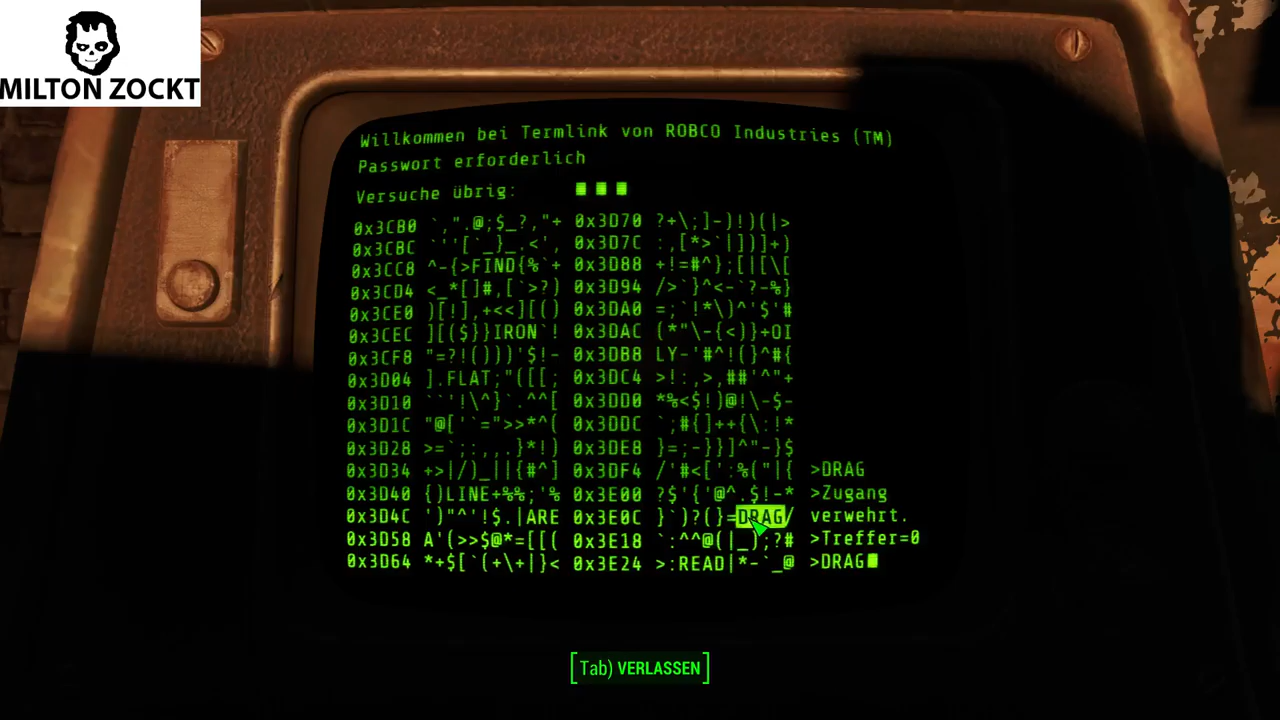 MILTON ZOCKT
Willkommen bei Termlink von ROBCO Industries (TM)
Passwort erforderlich
Versuche übrig:
0x3CB0 `,".@;$_?,"+ 0x3D70 ?+\;]-)!)(|>
0x3CBC `''[`_}_.<', 0x3D7C :,[*>`|])]+)
0x3CC8 ^-{>FIND{%`+ 0x3D88 +!=#^};[|[\[
0x3CD4 <_*[]#,[`>?) 0x3D94 />`}^<-`?-%}
0x3CE0 )[!],+<<][() 0x3DA0 =;`!*\)^'$'#
0x3CEC ][($}}IRON`! 0x3DAC (*"\-{<)}+OI
0x3CF8 "=?!()))'$!- 0x3DB8 LY-'#^!(}^#{
0x3D04 ].FLAT;"([[; 0x3DC4 >!:,>,##'^"+
0x3D10 ``'!\^}`.^^[ 0x3DD0 *%<$!)@!\-$-
0x3D1C "@['`=">>*^( 0x3DDC `;#{]++{\:!*
0x3D28 >=`;:,,.}*!) 0x3DE8 }=;-}}]^"-}$
0x3D34 +>|/)_||{#^] 0x3DF4 /'#<[':%("|{ >DRAG
0x3D40 {)LINE+%%;'% 0x3E00 ?$'{'@^.$!-* >Zugang
0x3D4C ')"^'!$.|ARE 0x3E0C }`)?(}=DRAG/ verwehrt.
0x3D58 A'(>>$@*=[[( 0x3E18 `:^^@(|_);?# >Treffer=0
0x3D64 *+$[`(+\+|}< 0x3E24 >:READ|*-`_@ >DRAG
Tab) VERLASSEN